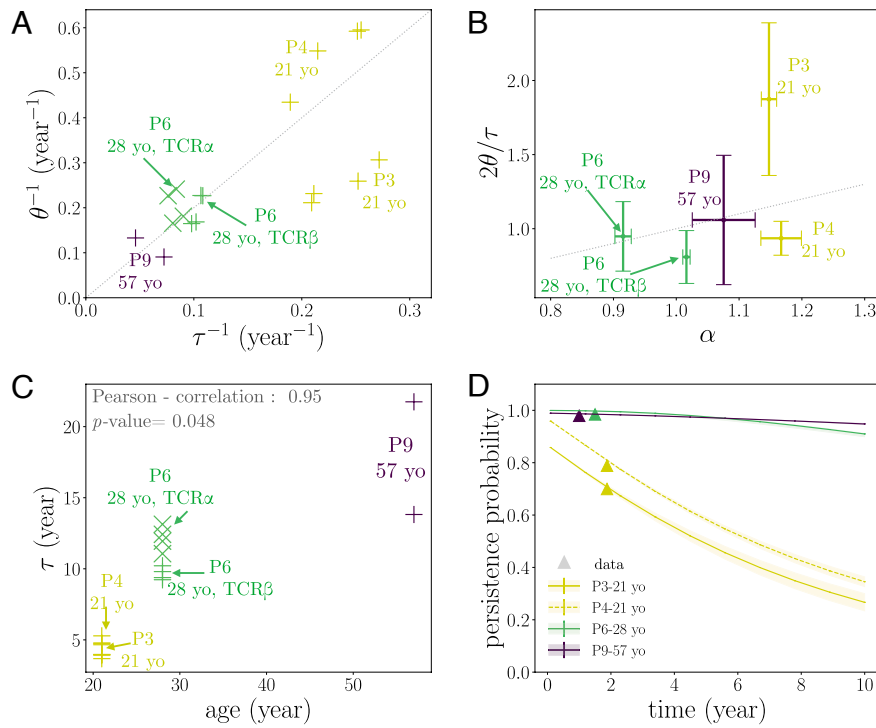 A
0.6
0.5
0.4
0.3
0.2
0.1
0.0
0.0
0.1
0.2
0.3
θ⁻¹ (year⁻¹)
τ⁻¹ (year⁻¹)
P4
21 yo
P6
28 yo, TCRα
P3
21 yo
P6
28 yo, TCRβ
P9
57 yo
B
2.0
1.5
1.0
0.5
0.8
0.9
1.0
1.1
1.2
1.3
2θ/τ
α
P3
21 yo
P6
28 yo, TCRα
P9
57 yo
P6
28 yo, TCRβ
P4
21 yo
C
Pearson - correlation : 0.95
p-value= 0.048
20
15
10
5
20
30
40
50
τ (year)
age (year)
P9
57 yo
P6
28 yo, TCRα
P6
28 yo, TCRβ
P4
21 yo
P3
21 yo
D
1.0
0.8
0.6
0.4
0.2
0.0
0
2
4
6
8
10
persistence probability
time (year)
data
P3-21 yo
P4-21 yo
P6-28 yo
P9-57 yo